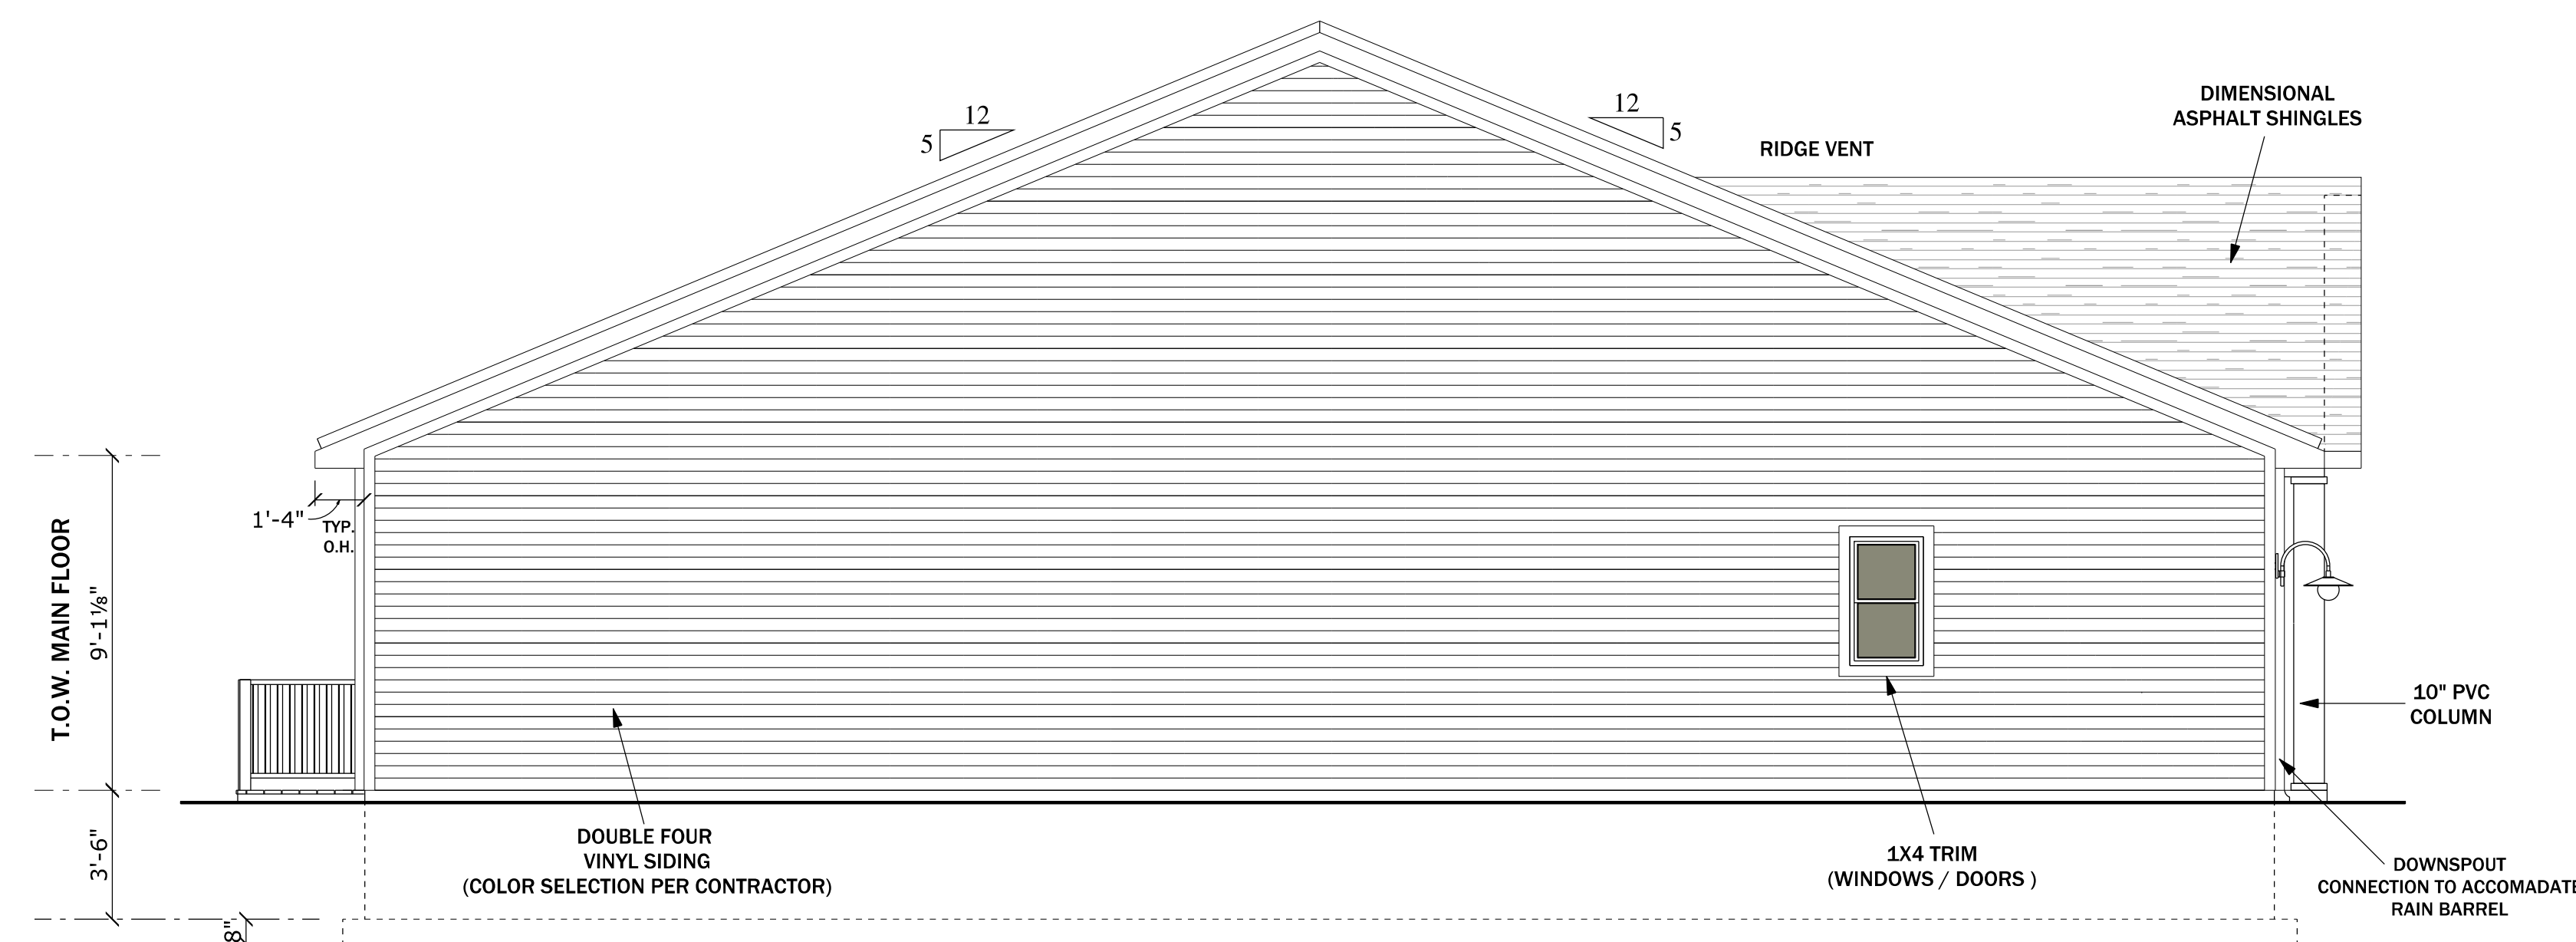 12
5
12
5
RIDGE VENT
DIMENSIONAL
ASPHALT SHINGLES
1'-4"
TYP.
O.H.
T.O.W. MAIN FLOOR
9'-1⅛"
3'-6"
8"
DOUBLE FOUR
VINYL SIDING
(COLOR SELECTION PER CONTRACTOR)
1X4 TRIM
(WINDOWS / DOORS )
10" PVC
COLUMN
DOWNSPOUT
CONNECTION TO ACCOMADATE
RAIN BARREL